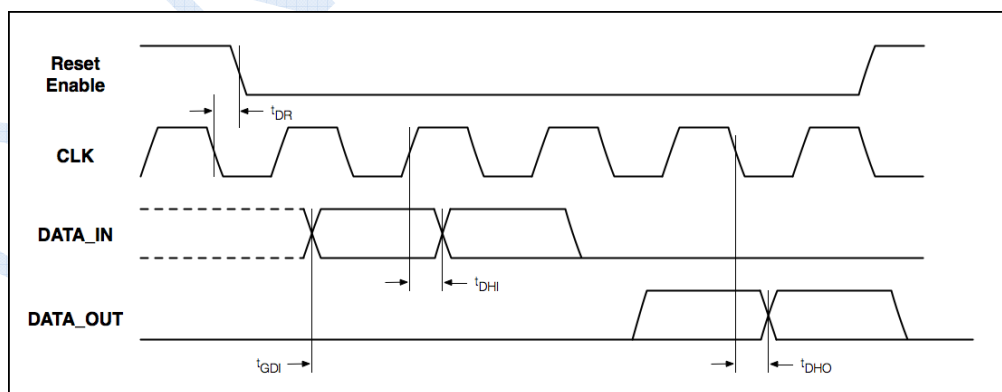 Reset
Enable
tDR
CLK
DATA_IN
tDHI
DATA_OUT
tGDI
tDHO